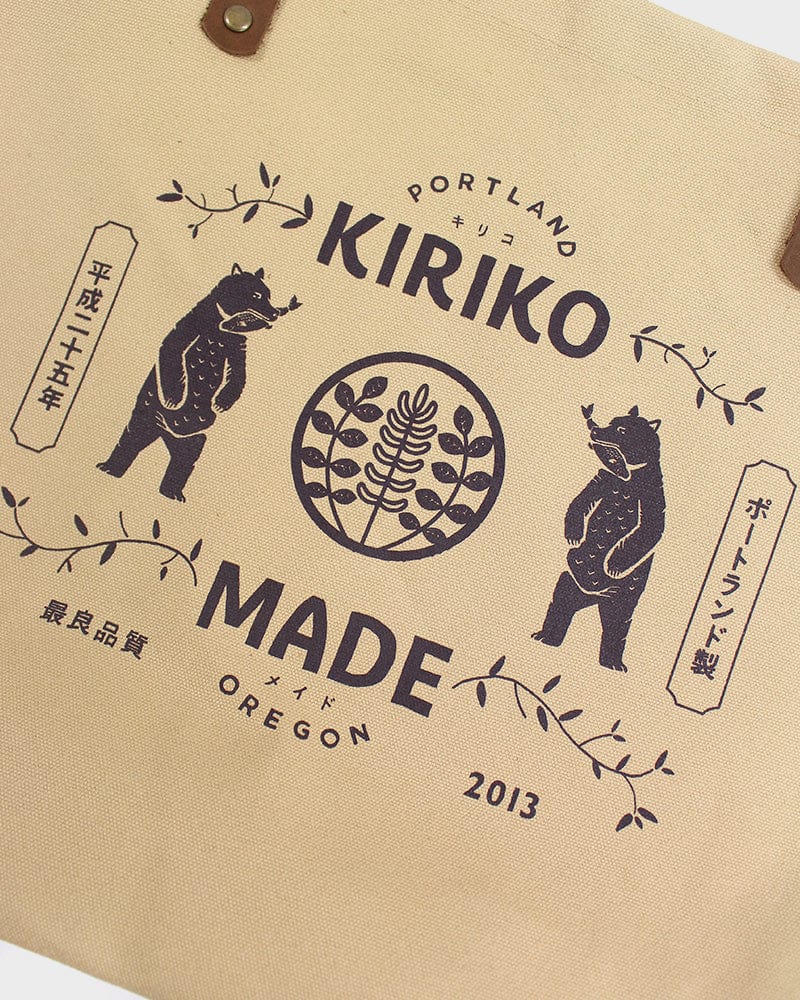 PORTLAND
キリコ
KIRIKO
平成二十五年
ポートランド製
MADE
メイド
OREGON
最良品質
2013